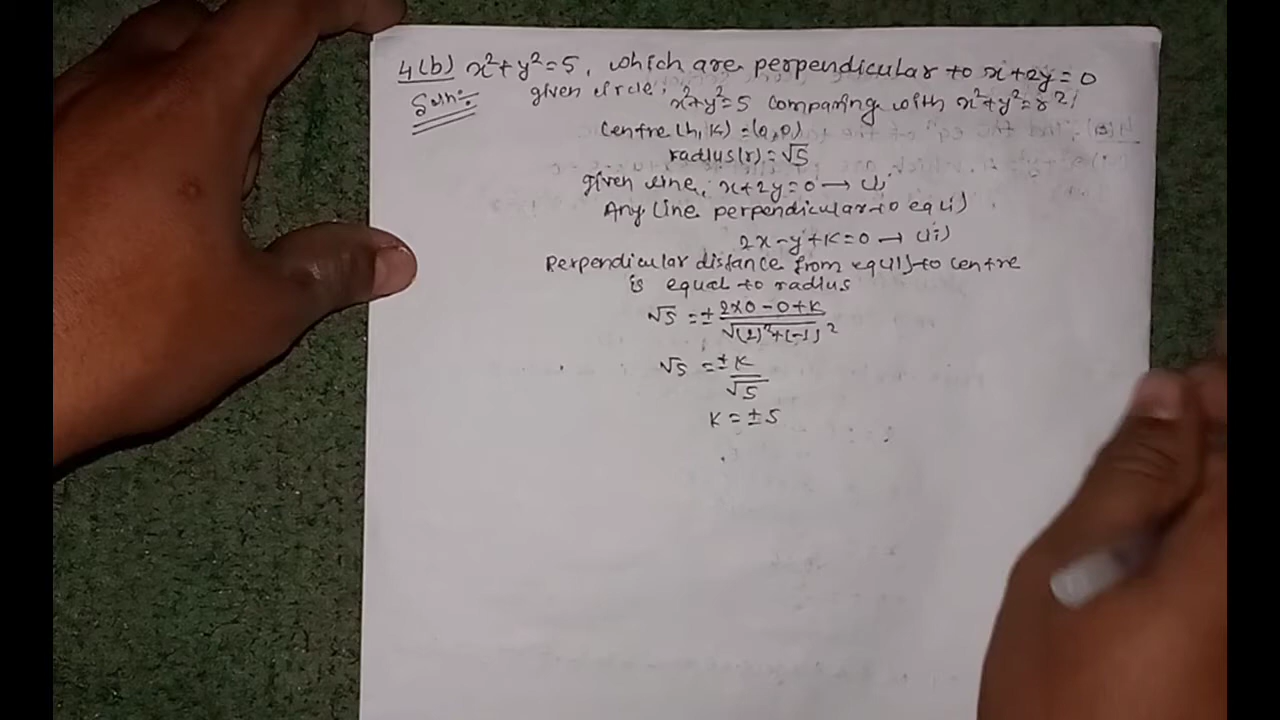 4(b) x²+y²=5, which are perpendicular to x+2y=0
Soln:
given circle; x²+y²=5 comparing with x²+y²=r²,
Centre (h, K) = (0,0)
radius(r)=√5
given line, x+2y=0 → (i)
Any line perpendicular to eq(i)
2x-y+K=0 → (ii)
Perpendicular distance from eq(i) to centre
is equal to radius
√5 = ± (2×0-0+K)/√(2)²+(-1)²
√5 = ± K/√5
K = ±5